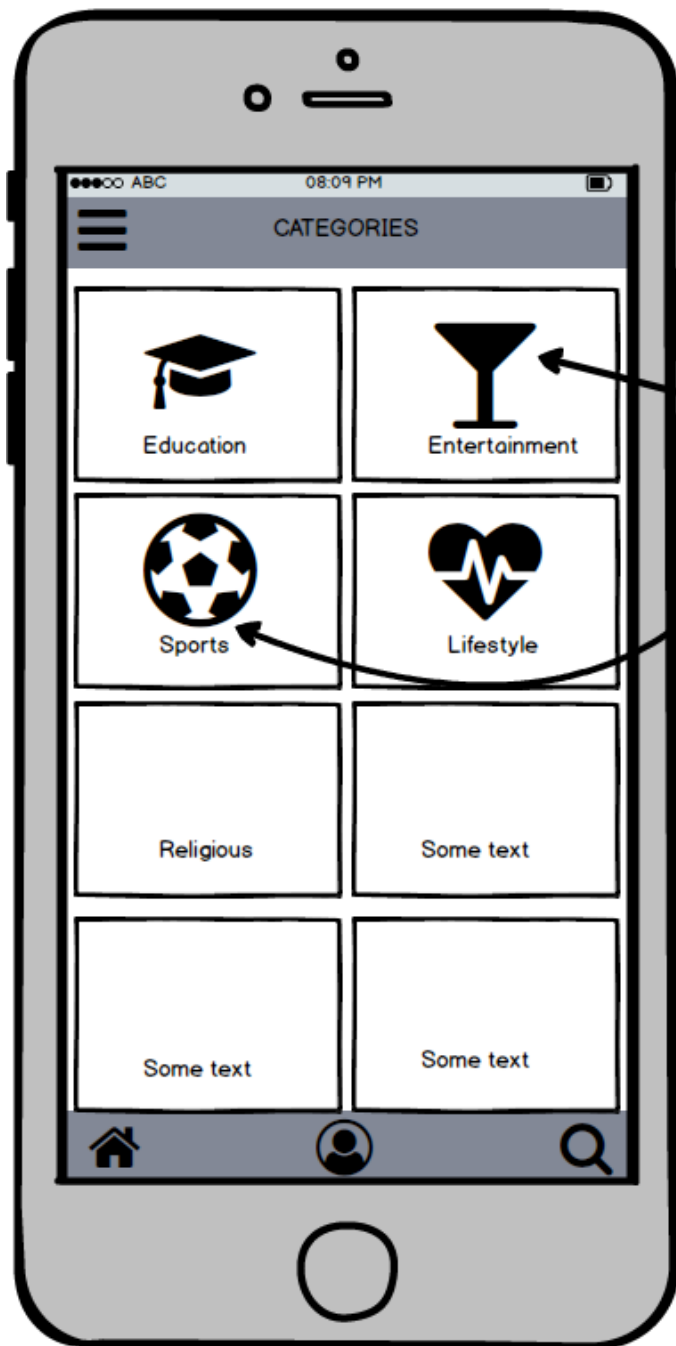 ABC 08:09 PM
CATEGORIES
Education Entertainment
Sports Lifestyle
Religious Some text
Some text Some text